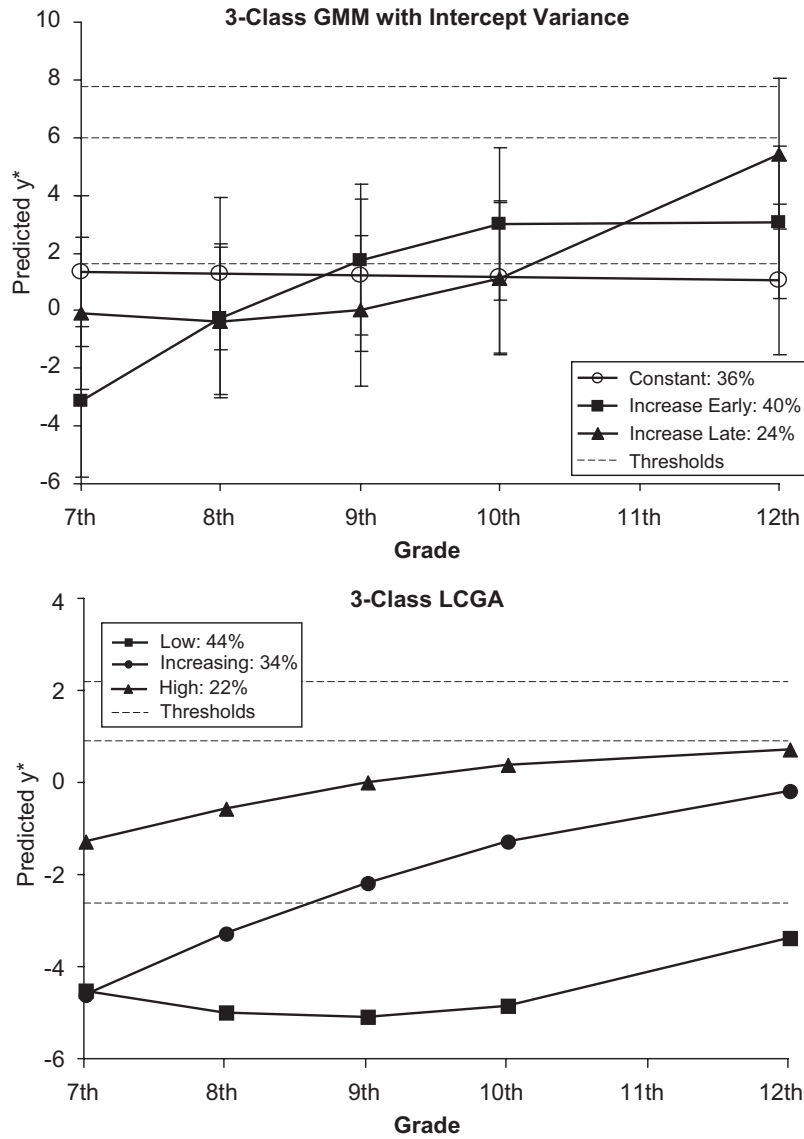 3-Class GMM with Intercept Variance
10
8
6
4
2
0
-2
-4
-6
Predicted y*
Constant: 36%
Increase Early: 40%
Increase Late: 24%
Thresholds
7th 8th 9th 10th 11th 12th
Grade
3-Class LCGA
4
2
0
-2
-4
-6
Predicted y*
Low: 44%
Increasing: 34%
High: 22%
Thresholds
7th 8th 9th 10th 11th 12th
Grade